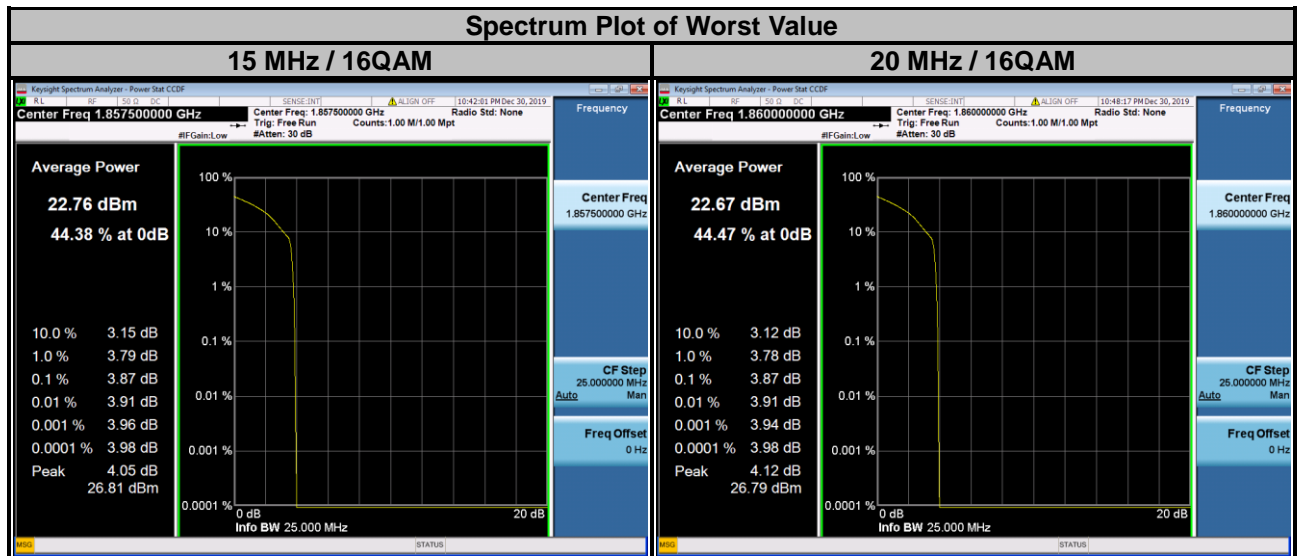 Spectrum Plot of Worst Value
15 MHz / 16QAM
20 MHz / 16QAM
Keysight Spectrum Analyzer - Power Stat CCDF
RL RF 50 Ω DC SENSE:INT ALIGN OFF 10:42:01 PM Dec 30, 2019
Center Freq 1.857500000 GHz
Center Freq: 1.857500000 GHz Radio Std: None
Trig: Free Run Counts:1.00 M/1.00 Mpt
#IFGain:Low #Atten: 30 dB
Frequency
Average Power
22.76 dBm
44.38 % at 0dB
10.0 % 3.15 dB
1.0 % 3.79 dB
0.1 % 3.87 dB
0.01 % 3.91 dB
0.001 % 3.96 dB
0.0001 % 3.98 dB
Peak 4.05 dB
26.81 dBm
100 %
10 %
1 %
0.1 %
0.01 %
0.001 %
0.0001 %
0 dB 20 dB
Info BW 25.000 MHz
Center Freq
1.857500000 GHz
CF Step
25.000000 MHz
Auto Man
Freq Offset
0 Hz
MSG STATUS
Keysight Spectrum Analyzer - Power Stat CCDF
RL RF 50 Ω DC SENSE:INT ALIGN OFF 10:48:17 PM Dec 30, 2019
Center Freq 1.860000000 GHz
Center Freq: 1.860000000 GHz Radio Std: None
Trig: Free Run Counts:1.00 M/1.00 Mpt
#IFGain:Low #Atten: 30 dB
Frequency
Average Power
22.67 dBm
44.47 % at 0dB
10.0 % 3.12 dB
1.0 % 3.78 dB
0.1 % 3.87 dB
0.01 % 3.91 dB
0.001 % 3.94 dB
0.0001 % 3.98 dB
Peak 4.12 dB
26.79 dBm
100 %
10 %
1 %
0.1 %
0.01 %
0.001 %
0.0001 %
0 dB 20 dB
Info BW 25.000 MHz
Center Freq
1.860000000 GHz
CF Step
25.000000 MHz
Auto Man
Freq Offset
0 Hz
MSG STATUS